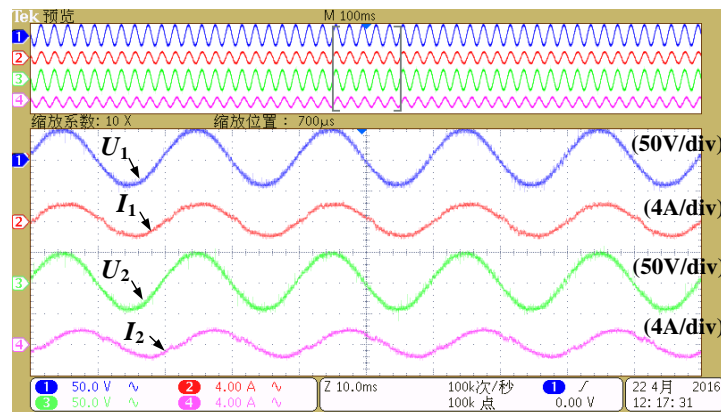 Tek 预览 M 100ms
1
2
3
4
缩放系数: 10 X 缩放位置: 700µs
U1 (50V/div)
1
I1 (4A/div)
2
U2 (50V/div)
3
I2 (4A/div)
4
1 50.0 V ∿ 2 4.00 A ∿ Z 10.0ms 100k次/秒 1 ∫ 22 4月 2016
3 50.0 V ∿ 4 4.00 A ∿ 100k 点 0.00 V 12:17:31